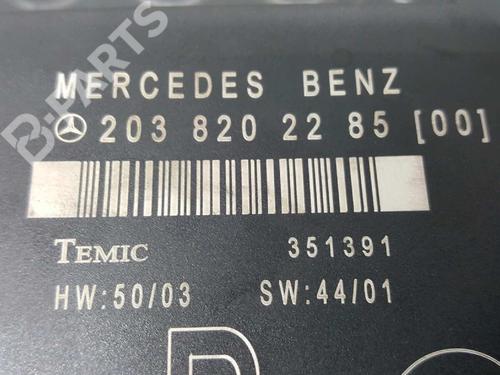 B-PARTS
MERCEDES BENZ
203 820 22 85 [00]
TEMIC 351391
HW:50/03 SW:44/01